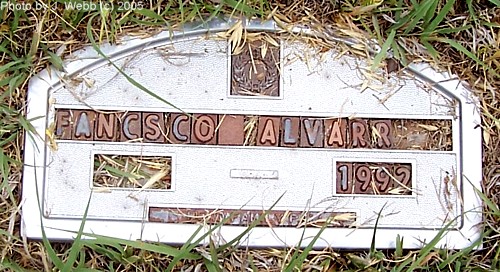 Photo by J. Webb (c) 2005
FANCSCO ALVARR
1992